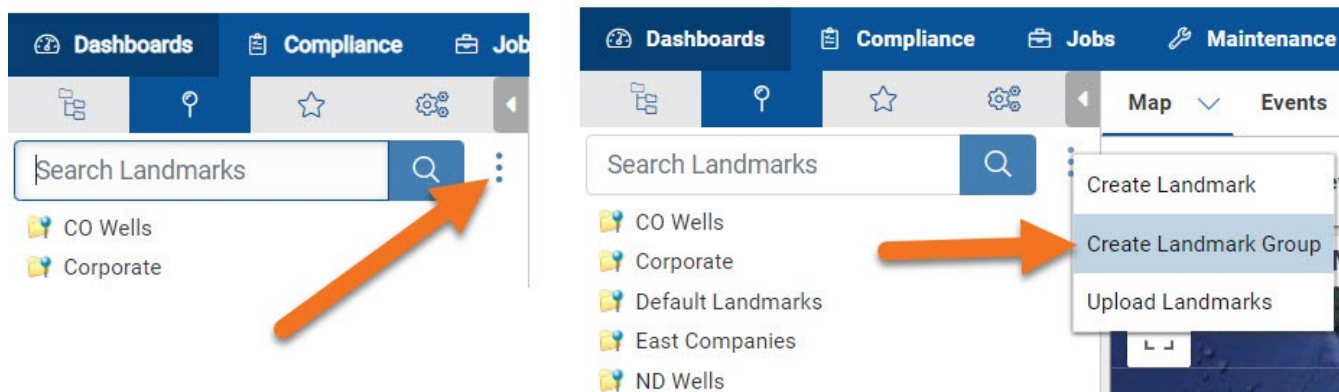 Dashboards Compliance Job
Search Landmarks
CO Wells
Corporate
Dashboards Compliance Jobs Maintenance
Map Events
Search Landmarks
Create Landmark
CO Wells
Create Landmark Group
Corporate
Default Landmarks
Upload Landmarks
East Companies
ND Wells